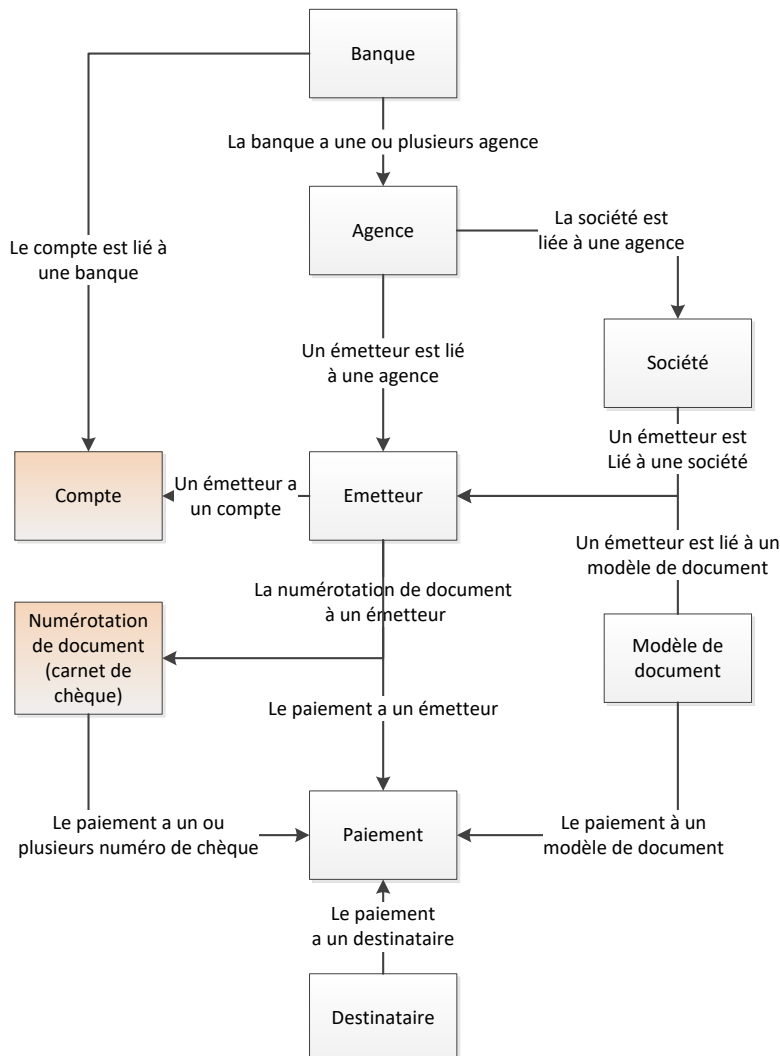 Banque
La banque a une ou plusieurs agence
Agence
La société est
liée à une agence
Le compte est lié à
une banque
Un émetteur est lié
à une agence
Société
Un émetteur est
Lié à une société
Compte
Un émetteur a
un compte
Emetteur
Un émetteur est lié à un
modèle de document
La numérotation de document
à un émetteur
Numérotation
de document
(carnet de
chèque)
Modèle de
document
Le paiement a un émetteur
Le paiement a un ou
plusieurs numéro de chèque
Paiement
Le paiement à un
modèle de document
Le paiement
a un destinataire
Destinataire